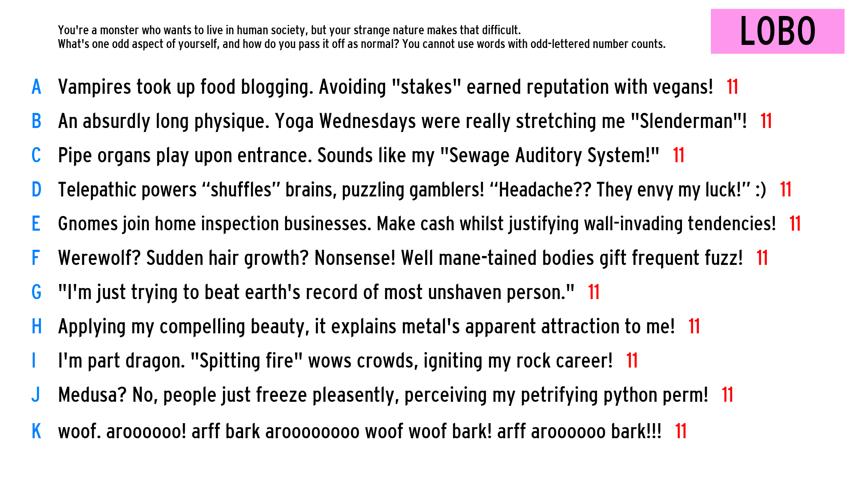 You're a monster who wants to live in human society, but your strange nature makes that difficult.
What's one odd aspect of yourself, and how do you pass it off as normal? You cannot use words with odd-lettered number counts.
LOBO
A Vampires took up food blogging. Avoiding "stakes" earned reputation with vegans! 11
B An absurdly long physique. Yoga Wednesdays were really stretching me "Slenderman"! 11
C Pipe organs play upon entrance. Sounds like my "Sewage Auditory System!" 11
D Telepathic powers “shuffles” brains, puzzling gamblers! “Headache?? They envy my luck!” :) 11
E Gnomes join home inspection businesses. Make cash whilst justifying wall-invading tendencies! 11
F Werewolf? Sudden hair growth? Nonsense! Well mane-tained bodies gift frequent fuzz! 11
G "I'm just trying to beat earth's record of most unshaven person." 11
H Applying my compelling beauty, it explains metal's apparent attraction to me! 11
I I'm part dragon. "Spitting fire" wows crowds, igniting my rock career! 11
J Medusa? No, people just freeze pleasently, perceiving my petrifying python perm! 11
K woof. aroooooo! arff bark aroooooooo woof woof bark! arff aroooooo bark!!! 11